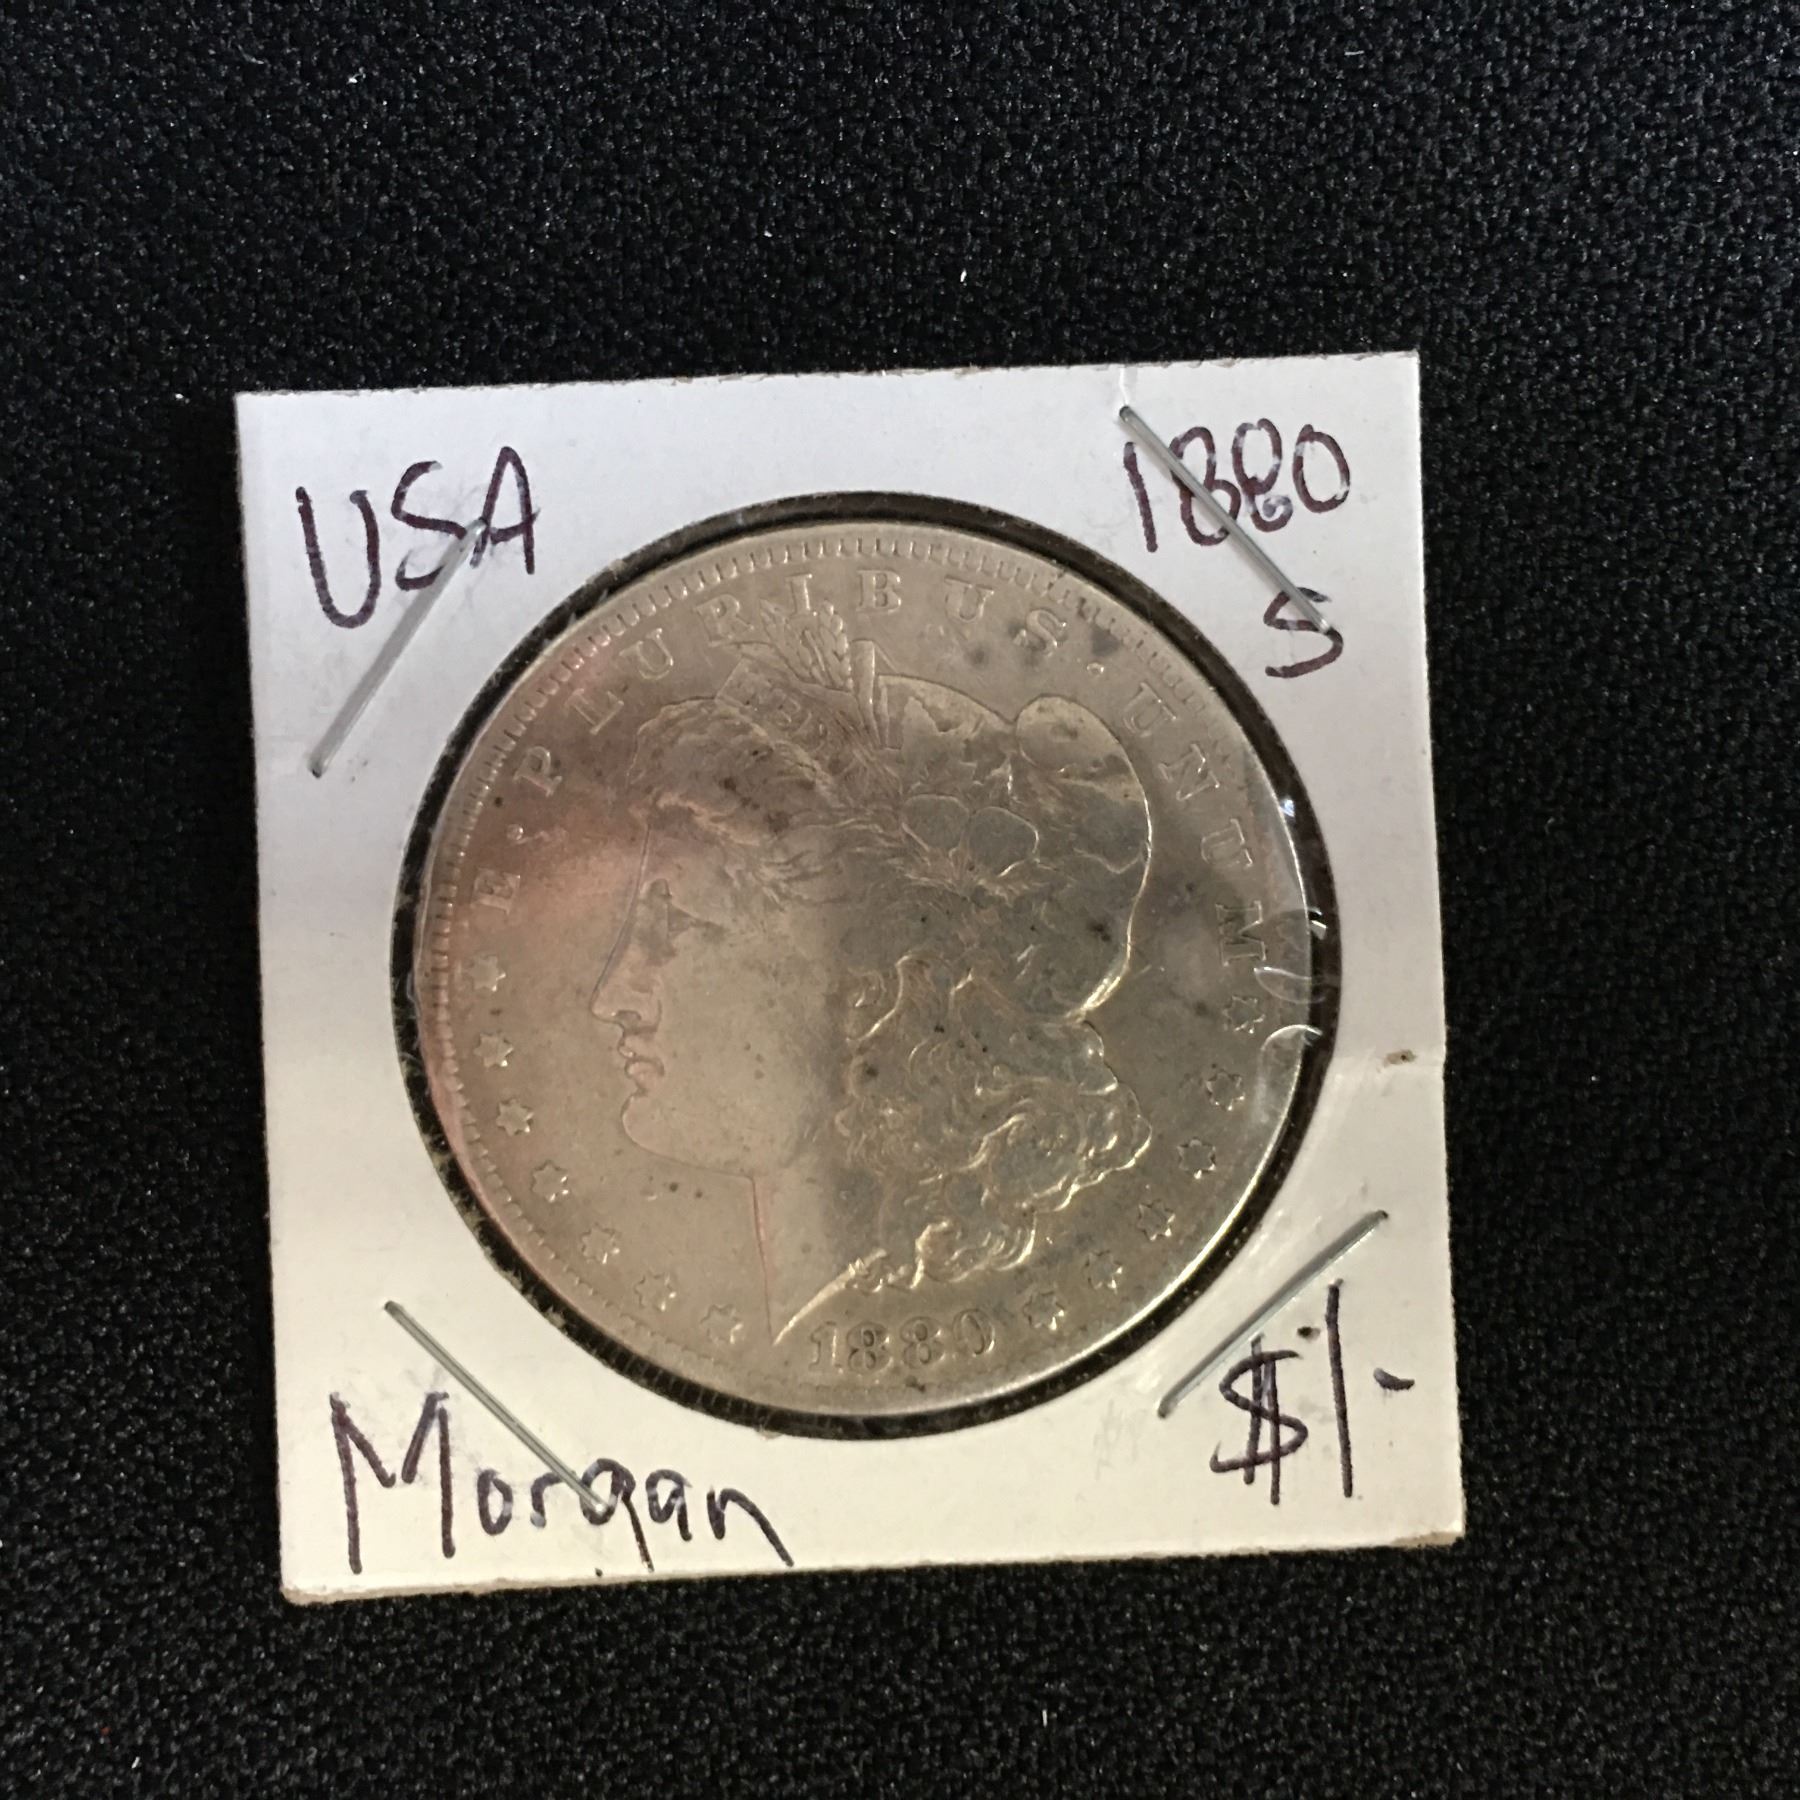 USA
1880
S
E · PLURIBUS · UNUM
1880
Morgan
$1-